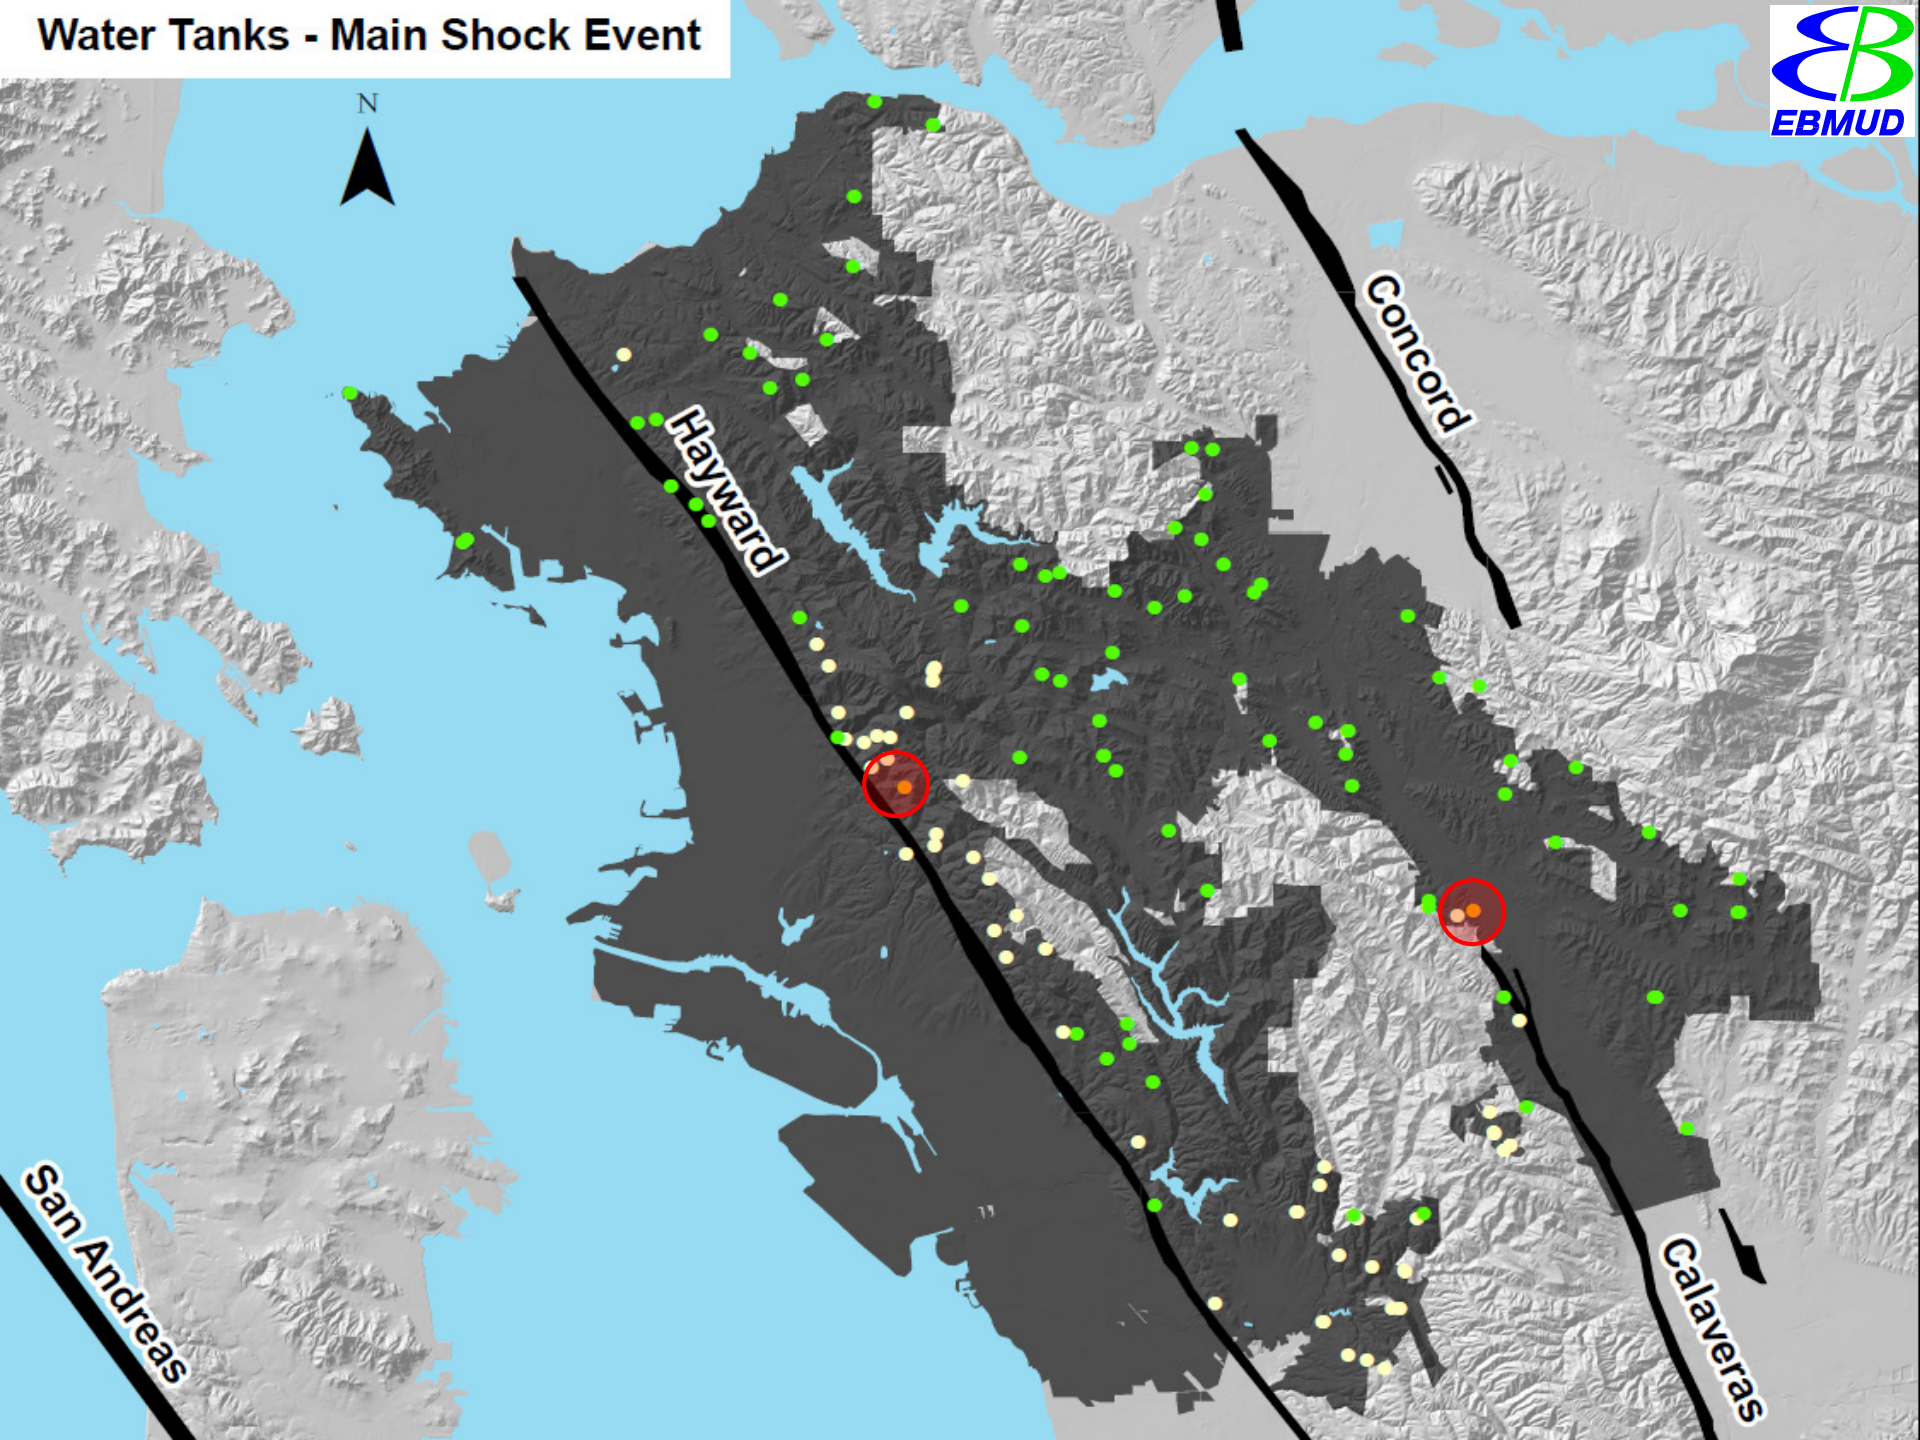 Water Tanks - Main Shock Event
EBMUD
N
Concord
Hayward
San Andreas
Calaveras